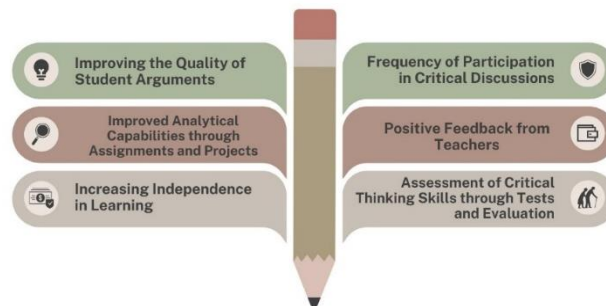 Improving the Quality of
Student Arguments
Improved Analytical
Capabilities through
Assignments and Projects
Increasing Independence
in Learning
Frequency of Participation
in Critical Discussions
Positive Feedback from
Teachers
Assessment of Critical
Thinking Skills through Tests
and Evaluation